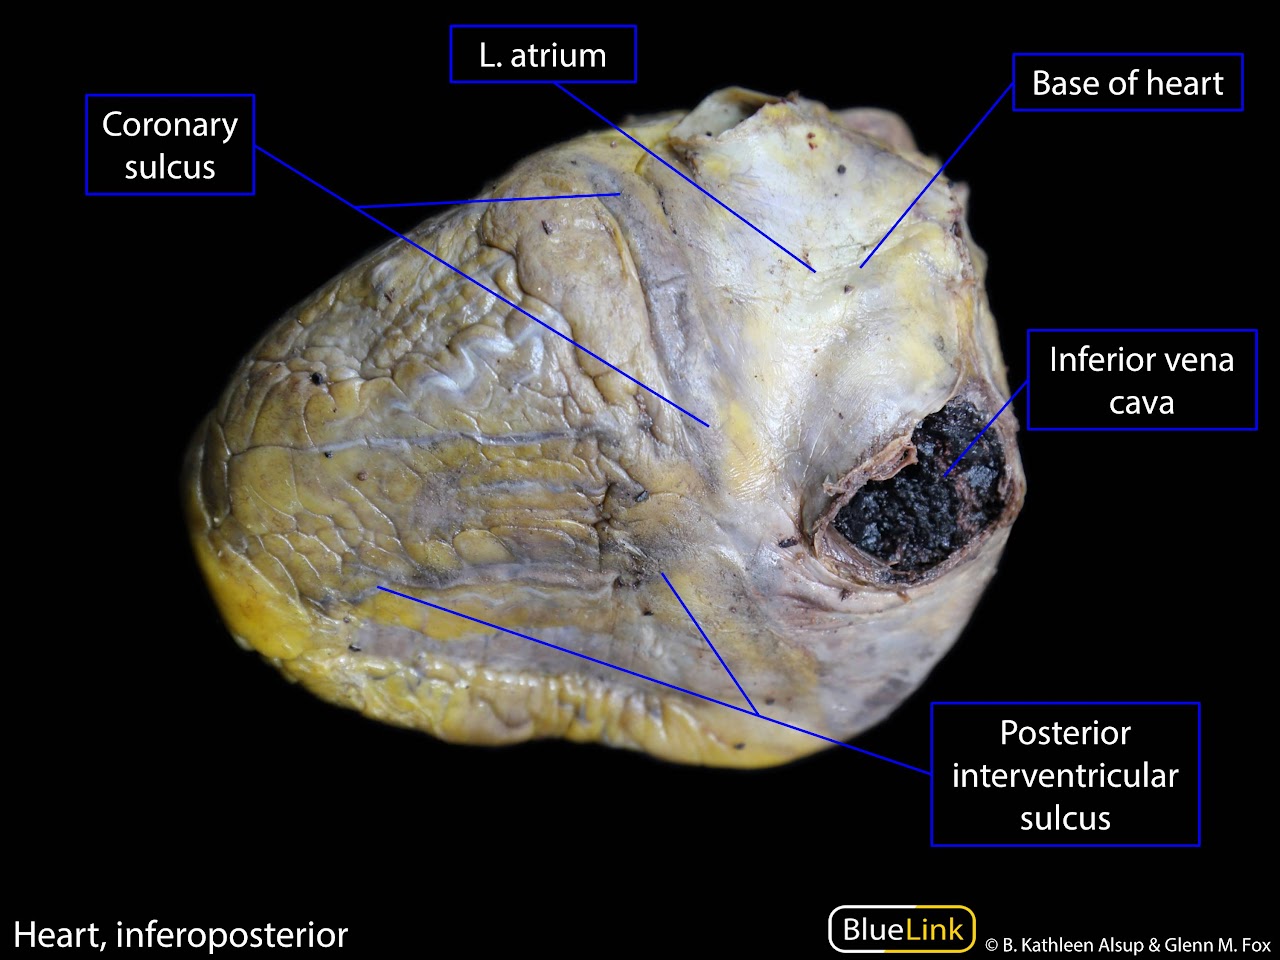 L. atrium
Base of heart
Coronary
sulcus
Inferior vena
cava
Posterior
interventricular
sulcus
Heart, inferoposterior
BlueLink
© B. Kathleen Alsup & Glenn M. Fox